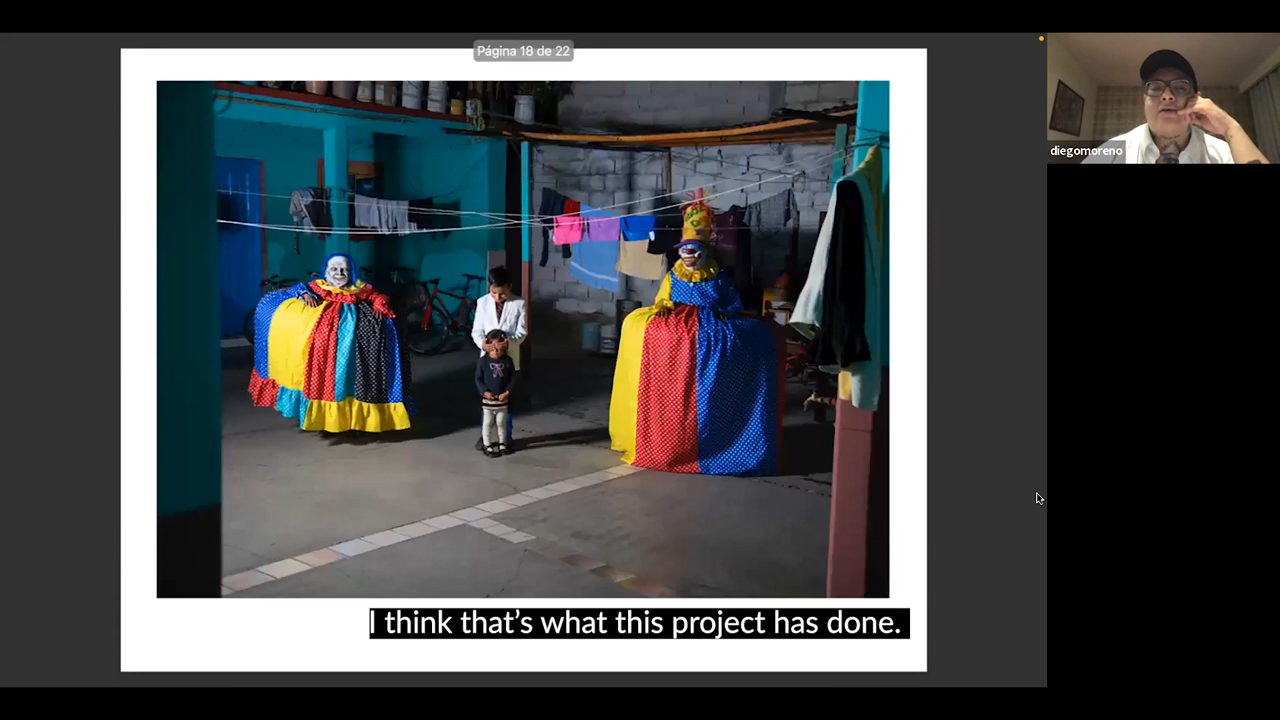 Página 18 de 22
diegomoreno
I think that's what this project has done.